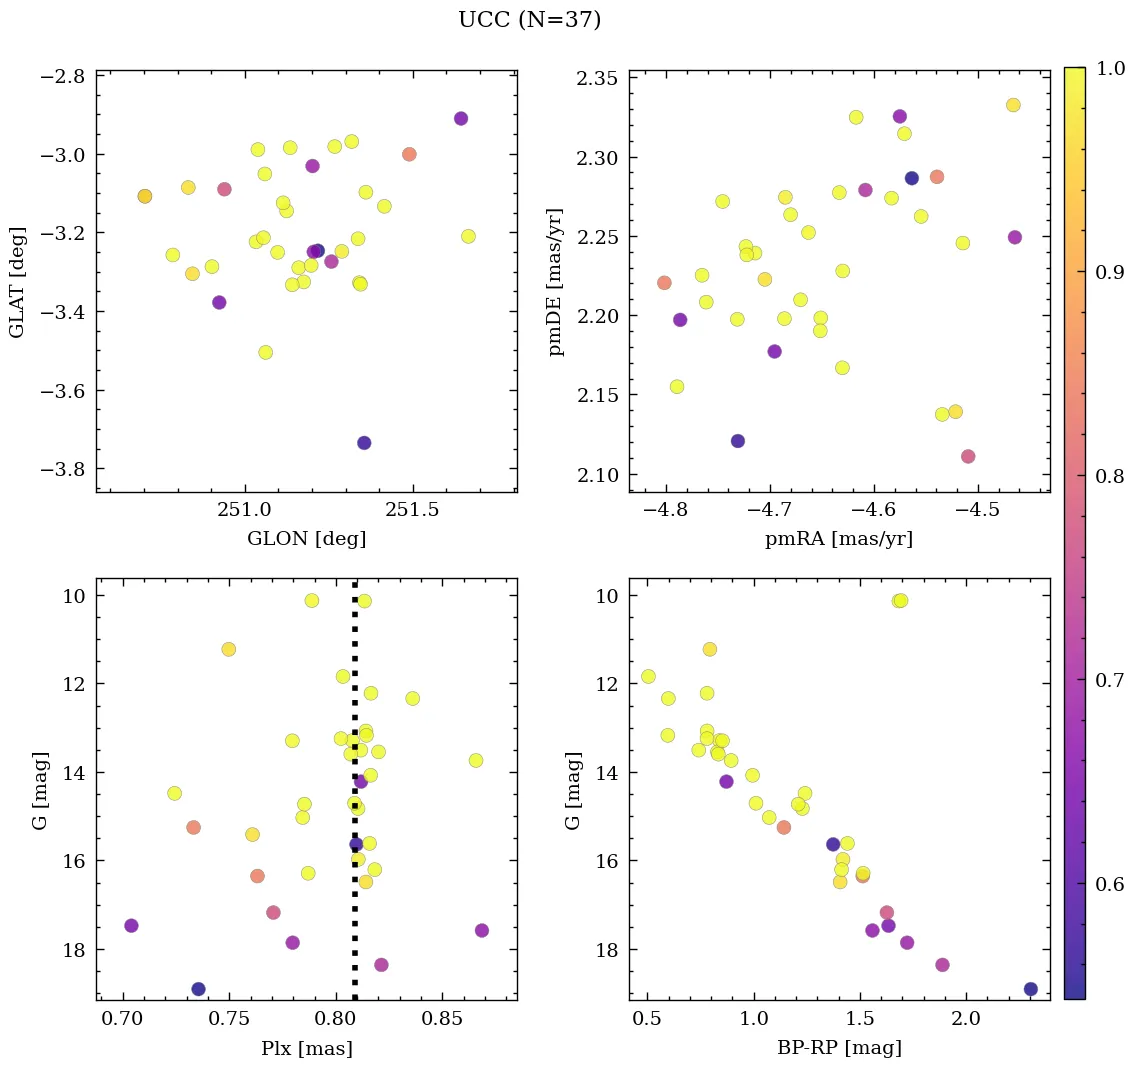 UCC (N=37)
−2.8
−3.0
−3.2
−3.4
−3.6
−3.8
GLAT [deg]
251.0 251.5
GLON [deg]
2.35
2.30
2.25
2.20
2.15
2.10
pmDE [mas/yr]
−4.8 −4.7 −4.6 −4.5
pmRA [mas/yr]
10
12
14
16
18
G [mag]
0.70 0.75 0.80 0.85
Plx [mas]
10
12
14
16
18
G [mag]
0.5 1.0 1.5 2.0
BP-RP [mag]
1.0
0.9
0.8
0.7
0.6